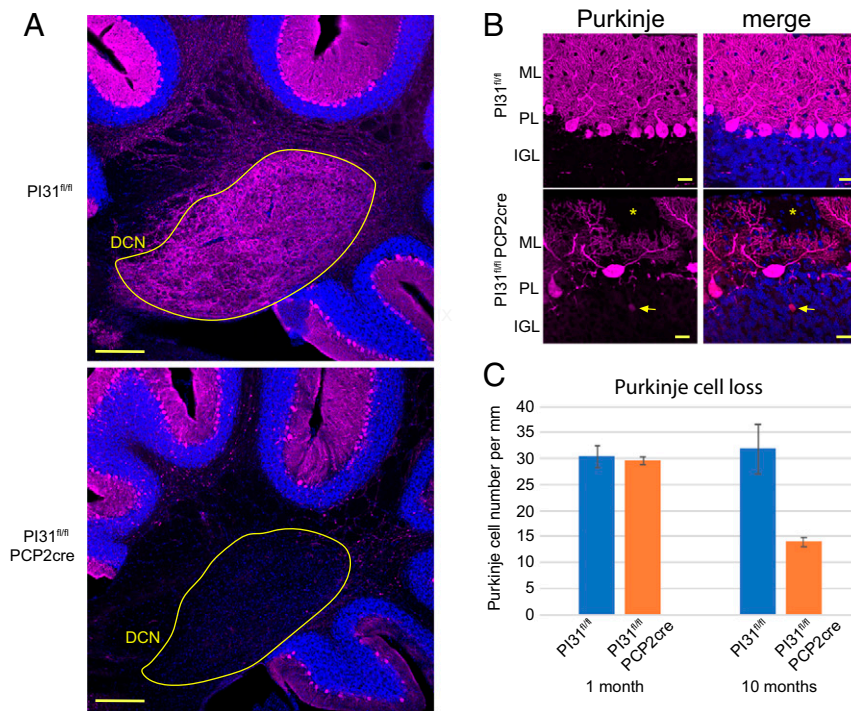 A
PI31fl/fl
DCN
PI31fl/fl
PCP2cre
DCN
B
Purkinje
merge
PI31fl/fl
ML
PL
IGL
PI31fl/fl PCP2cre
*
*
ML
PL
IGL
C
Purkinje cell loss
Purkinje cell number per mm
40
35
30
25
20
15
10
5
0
PI31fl/fl
PI31fl/fl
PCP2cre
PI31fl/fl
PI31fl/fl
PCP2cre
1 month
10 months